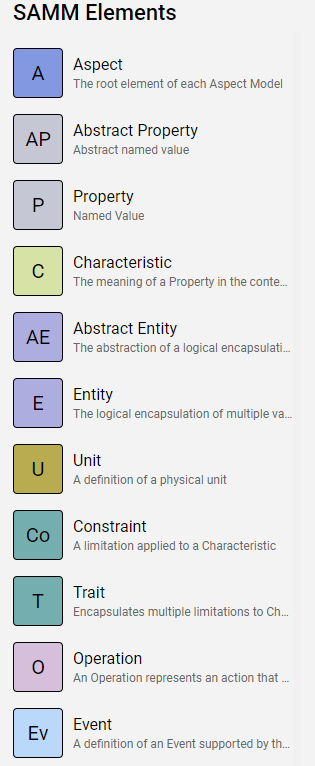 SAMM Elements
A
Aspect
The root element of each Aspect Model
AP
Abstract Property
Abstract named value
P
Property
Named Value
C
Characteristic
The meaning of a Property in the conte...
AE
Abstract Entity
The abstraction of a logical encapsulati...
E
Entity
The logical encapsulation of multiple va...
U
Unit
A definition of a physical unit
Co
Constraint
A limitation applied to a Characteristic
T
Trait
Encapsulates multiple limitations to Ch...
O
Operation
An Operation represents an action that ...
Ev
Event
A definition of an Event supported by th...